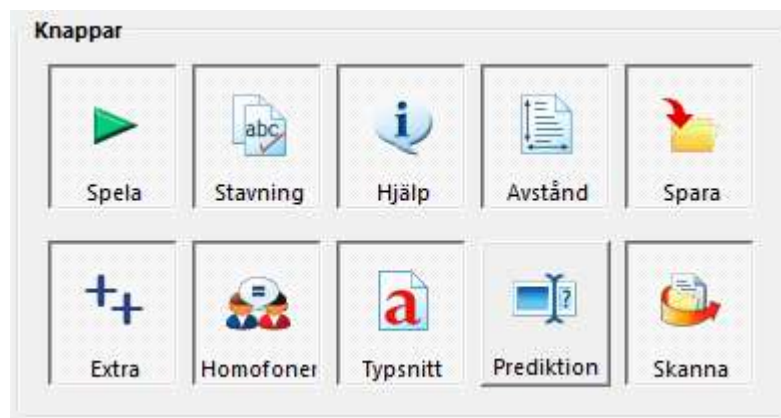 Knappar
abc
Spela Stavning Hjälp Avstånd Spara
Extra Homofoner Typsnitt Prediktion Skanna